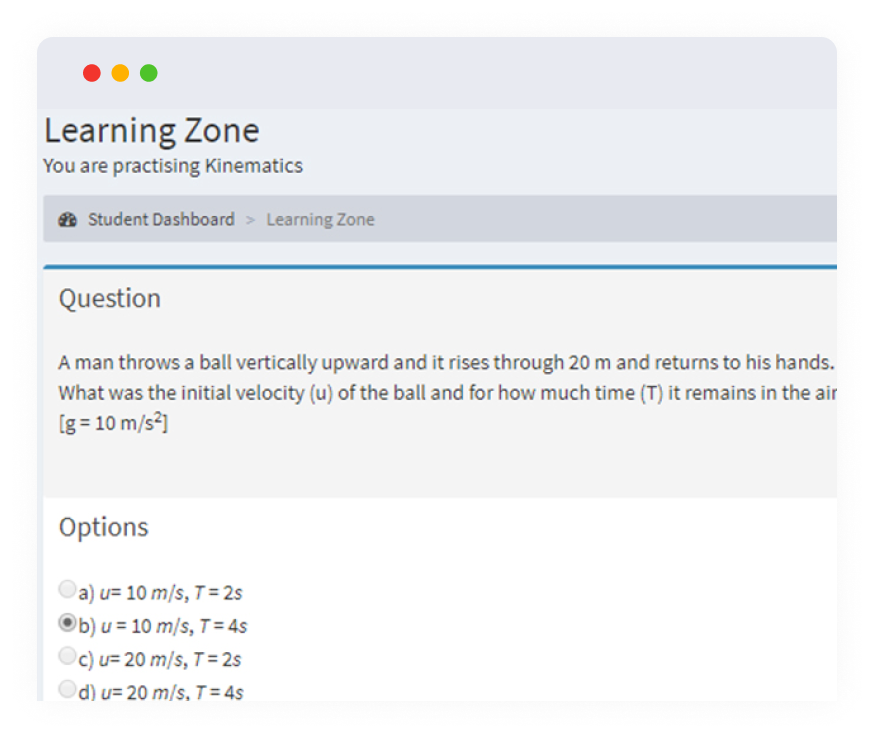 Learning Zone
You are practising Kinematics
Student Dashboard > Learning Zone
Question
A man throws a ball vertically upward and it rises through 20 m and returns to his hands.
What was the initial velocity (u) of the ball and for how much time (T) it remains in the air
[g = 10 m/s²]
Options
a) u= 10 m/s, T = 2s
b) u = 10 m/s, T = 4s
c) u= 20 m/s, T = 2s
d) u= 20 m/s, T = 4s